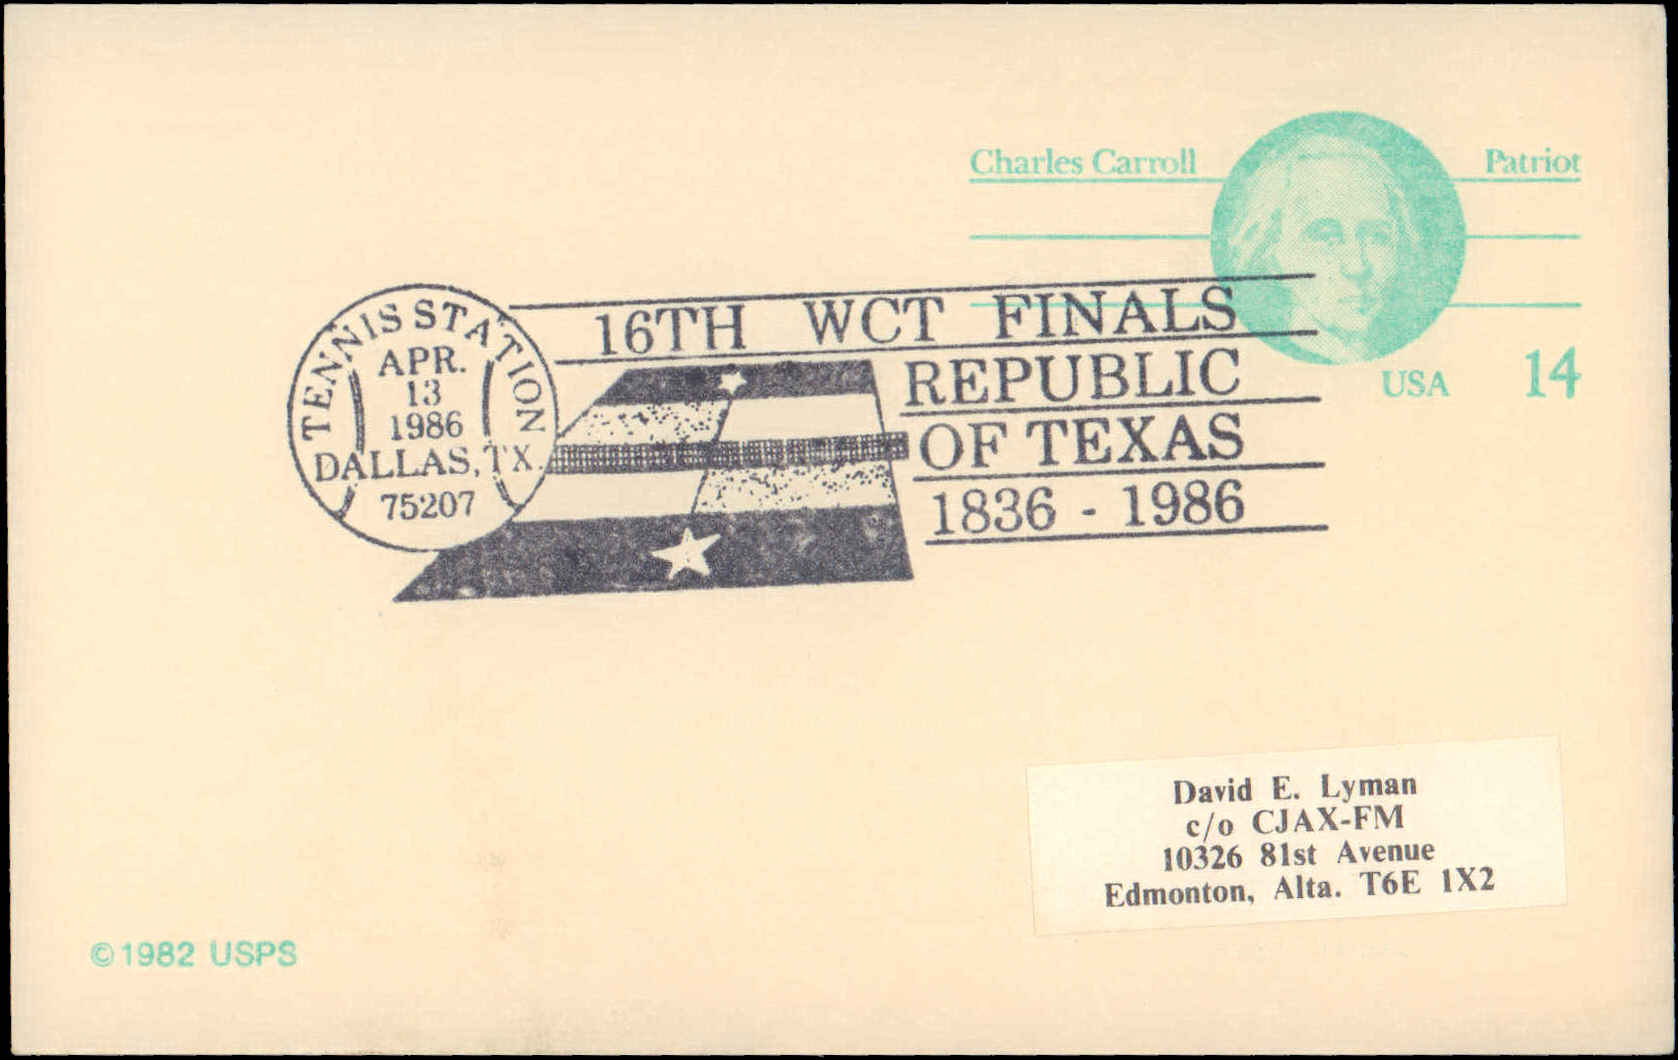 Charles Carroll Patriot
USA 14
TENNIS STATION
APR.
13
1986
DALLAS, TX.
75207
16TH WCT FINALS
REPUBLIC
OF TEXAS
1836 - 1986
David E. Lyman
c/o CJAX-FM
10326 81st Avenue
Edmonton, Alta. T6E 1X2
©1982 USPS